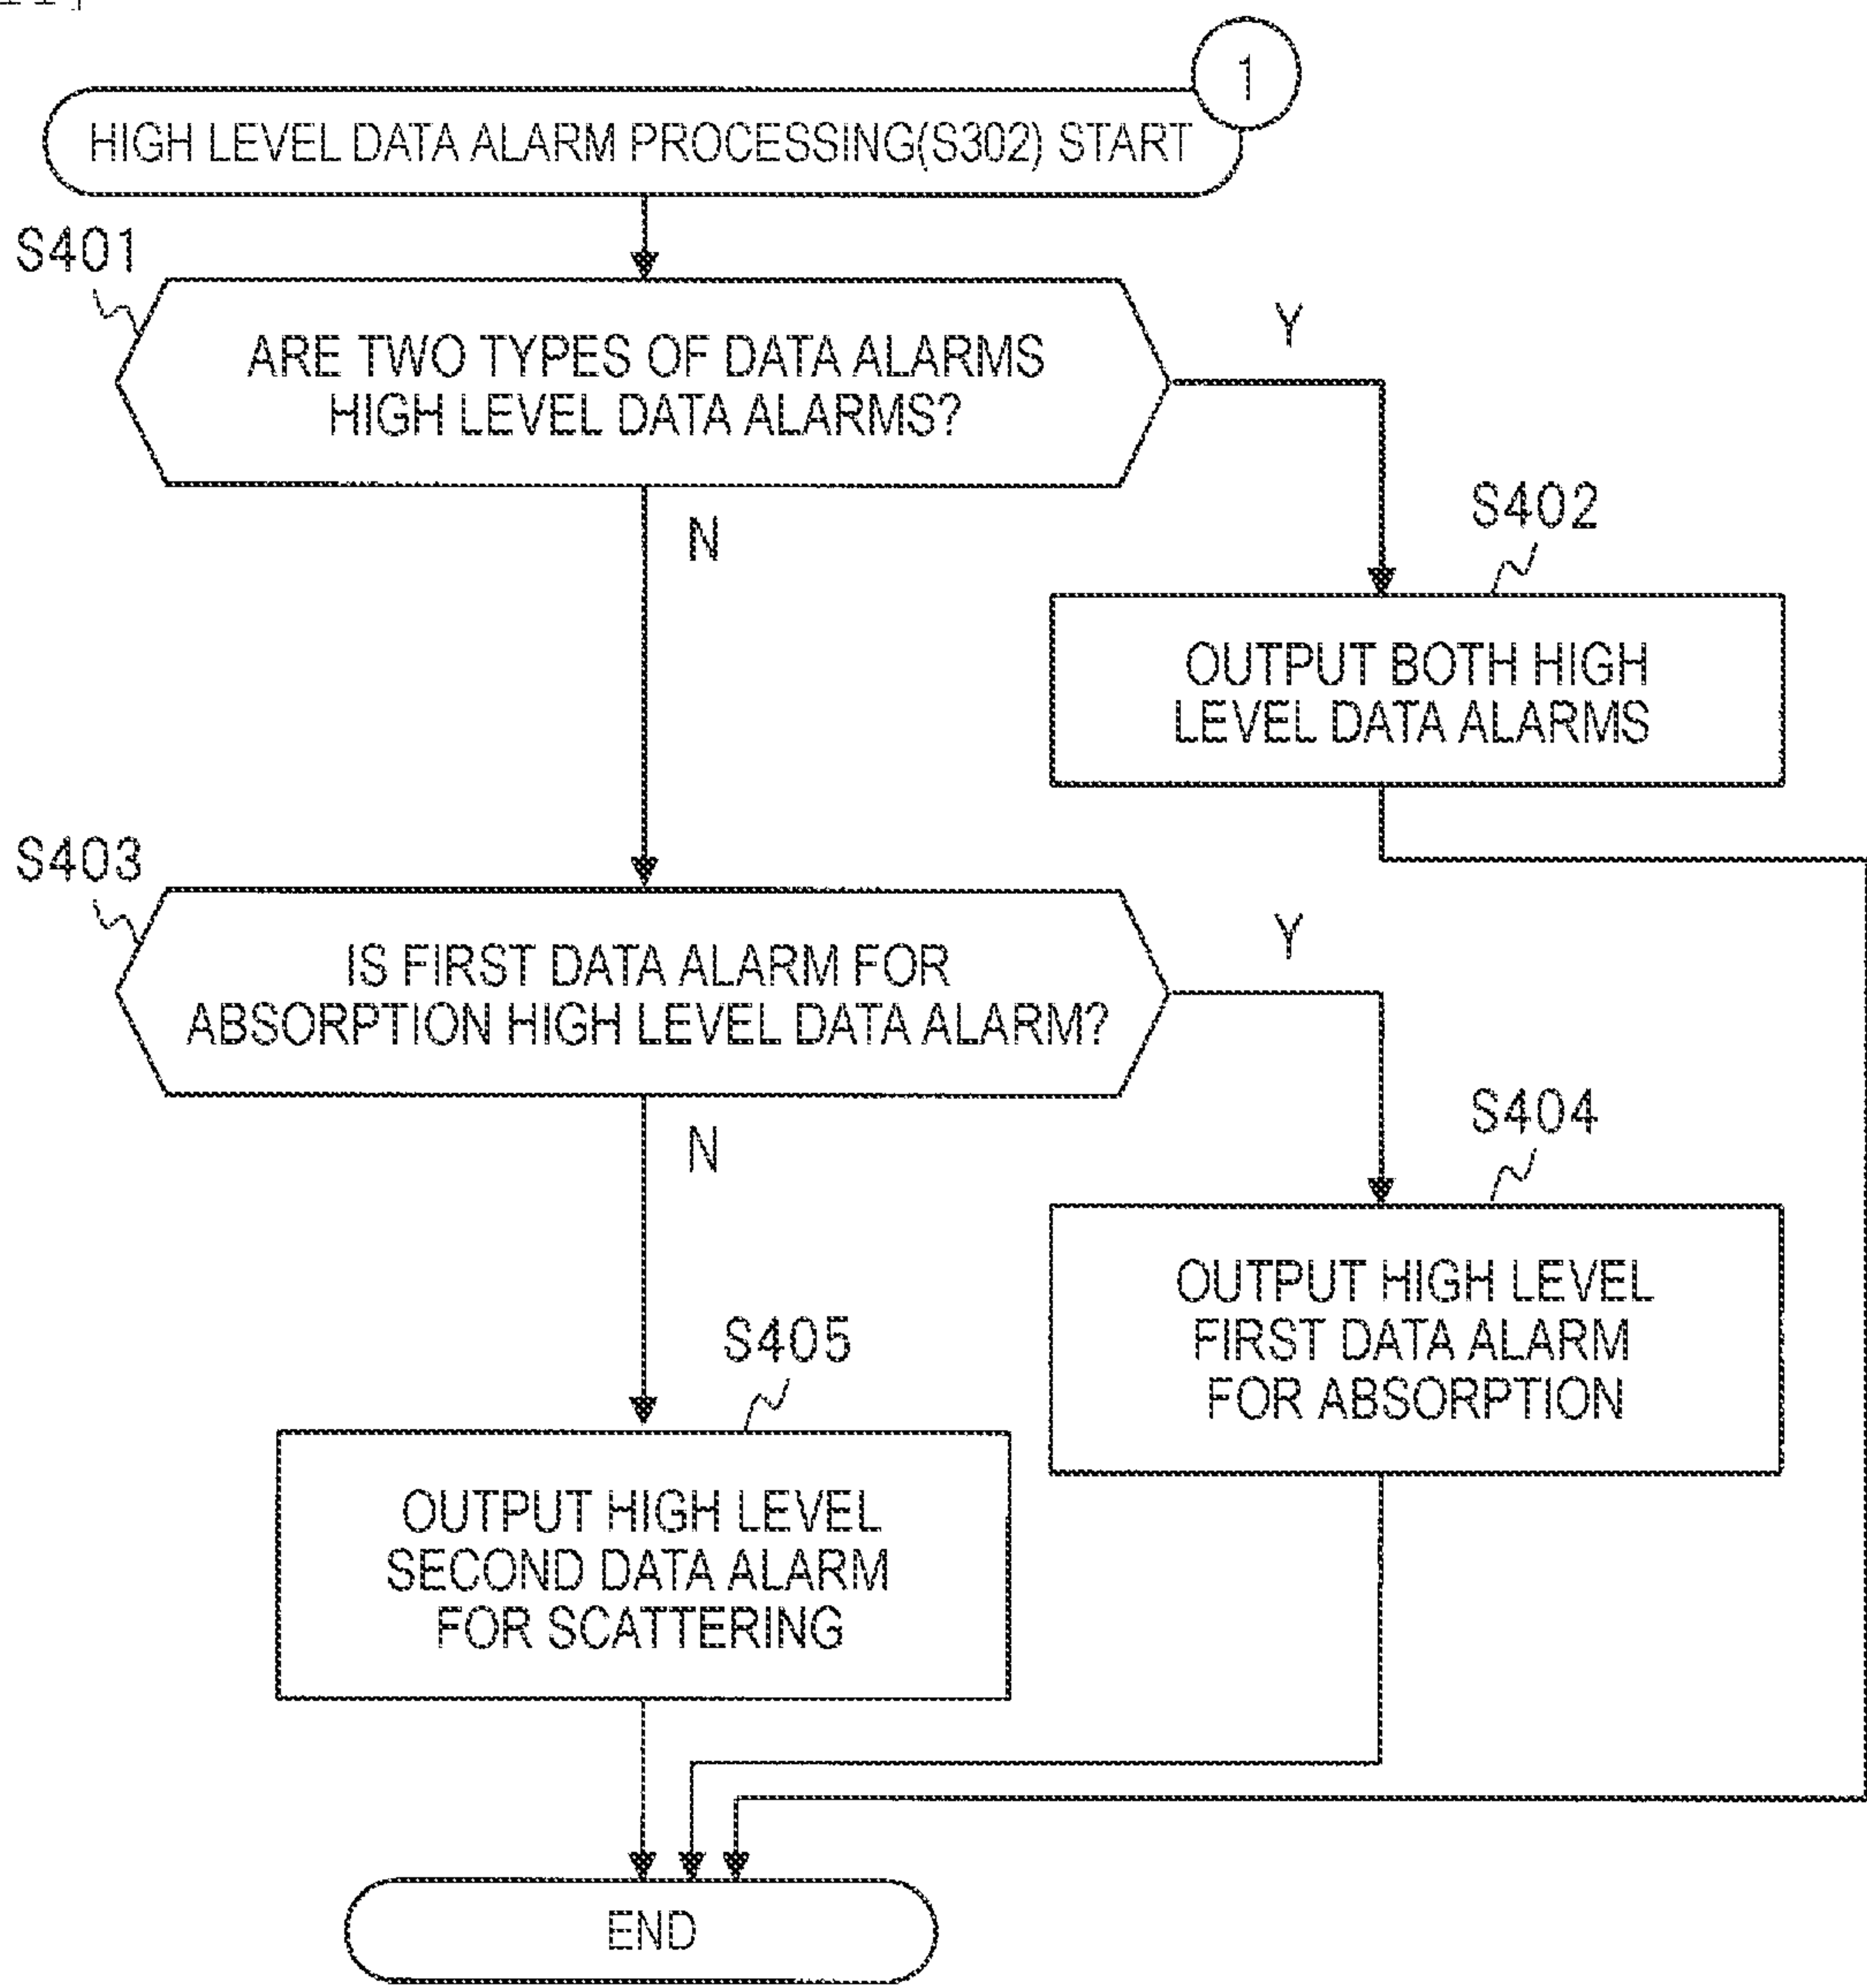 1
HIGH LEVEL DATA ALARM PROCESSING(S302) START
S401
ARE TWO TYPES OF DATA ALARMS
HIGH LEVEL DATA ALARMS?
Y
N
S402
OUTPUT BOTH HIGH
LEVEL DATA ALARMS
S403
IS FIRST DATA ALARM FOR
ABSORPTION HIGH LEVEL DATA ALARM?
Y
N
S404
OUTPUT HIGH LEVEL
FIRST DATA ALARM
FOR ABSORPTION
S405
OUTPUT HIGH LEVEL
SECOND DATA ALARM
FOR SCATTERING
END